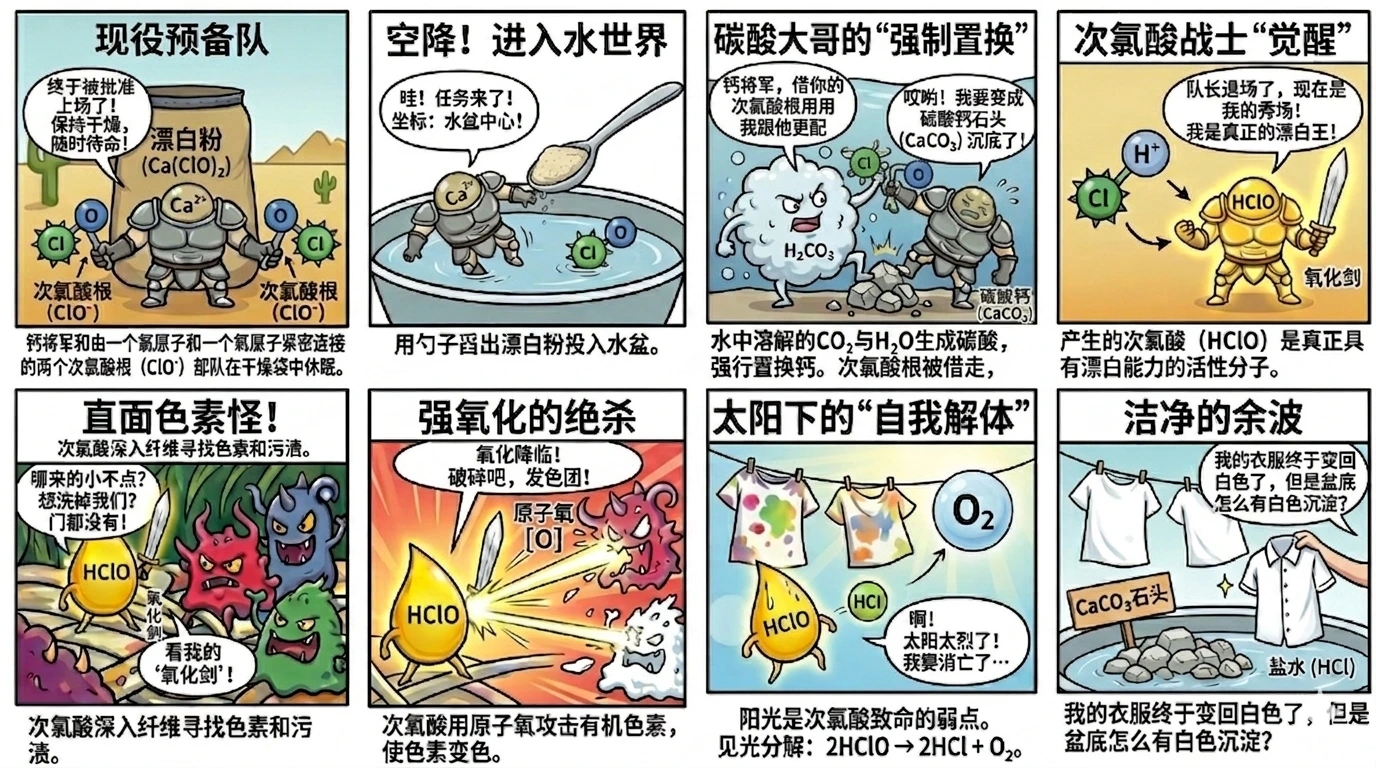 现役预备队
终于被批准
上场了！
保持干燥，
随时待命！
漂白粉
(Ca(ClO)₂)
Ca²⁺
O
O
Cl
Cl
次氯酸根
(ClO⁻)
次氯酸根
(ClO⁻)
的两个次氯酸根（ClO⁻）部队在干燥袋中休眠。
空降！进入水世界
哇！任务来了！
坐标：水盆中心！
Ca
Cl
O
用勺子舀出漂白粉投入水盆。
碳酸大哥的“强制置换”
钙将军，借你的
次氯酸根用用
我跟他更配
哎哟！我要变成
碳酸钙石头
(CaCO₃) 沉底了！
Cl
O
H₂CO₃
碳酸钙
(CaCO₃)
水中溶解的CO₂与H₂O生成碳酸，
强行置换钙。次氯酸根被借走，
次氯酸战士“觉醒”
队长退场了，现在是
我的秀场！
我是真正的漂白王！
H⁺
Cl
HClO
氧化剑
产生的次氯酸（HClO）是真正具
有漂白能力的活性分子。
直面色素怪！
次氯酸深入纤维寻找色素和污渍。
哪来的小不点？
想洗掉我们？
门都没有！
HClO
氧化剑
看我的
‘氧化剑’！
次氯酸深入纤维寻找色素和污
渍。
强氧化的绝杀
氧化降临！
破碎吧，发色团！
原子氧
[O]
HClO
次氧酸用原子氧攻击有机色素，
使色素变色。
太阳下的“自我解体”
O₂
HClO
HCl
啊！
太阳太烈了！
我要消亡了…
阳光是次氯酸致命的弱点。
见光分解：2HClO → 2HCl + O₂。
洁净的余波
我的衣服终于变回
白色了，但是盆底
怎么有白色沉淀？
CaCO₃石头
盐水 (HCl)
我的衣服终于变回白色了，但是
盆底怎么有白色沉淀？